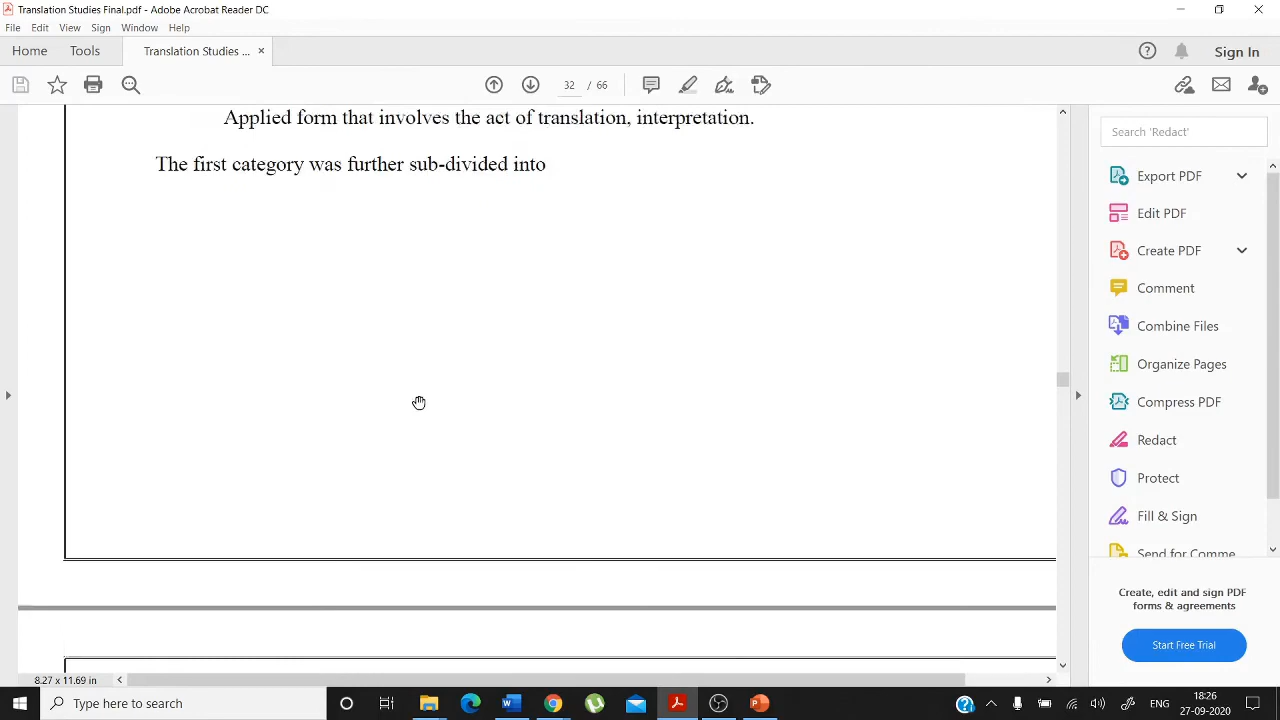 Translation Studies Final.pdf - Adobe Acrobat Reader DC
File Edit View Sign Window Help
Home Tools Translation Studies ... × Sign In
32 / 66
Applied form that involves the act of translation, interpretation.
The first category was further sub-divided into
Search 'Redact'
Export PDF
Edit PDF
Create PDF
Comment
Combine Files
Organize Pages
Compress PDF
Redact
Protect
Fill & Sign
Send for Comme
Create, edit and sign PDF
forms & agreements
Start Free Trial
8.27 x 11.69 in
Type here to search
ENG
18:26
27-09-2020